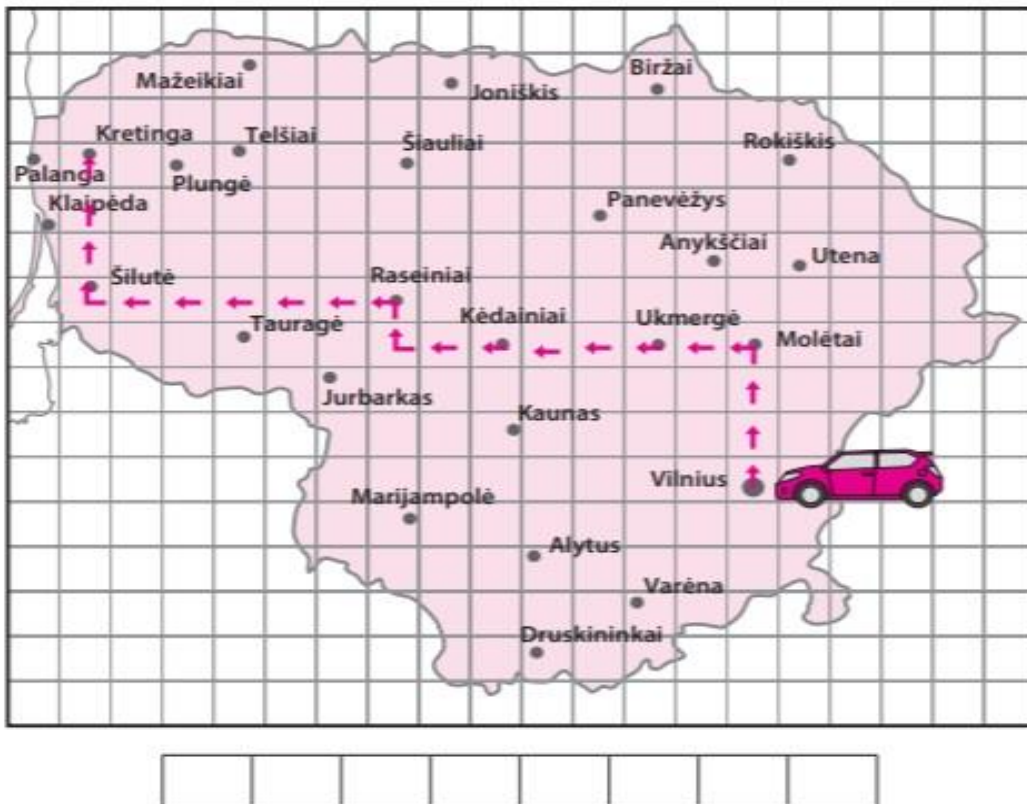 Mažeikiai
Joniškis
Biržai
Kretinga
Telšiai
Šiauliai
Rokiškis
Palanga
Plungė
Klaipėda
Panevėžys
Anykščiai
Utena
Šilutė
Raseiniai
Tauragė
Kėdainiai
Ukmergė
Molėtai
Jurbarkas
Kaunas
Vilnius
Marijampolė
Alytus
Varėna
Druskininkai